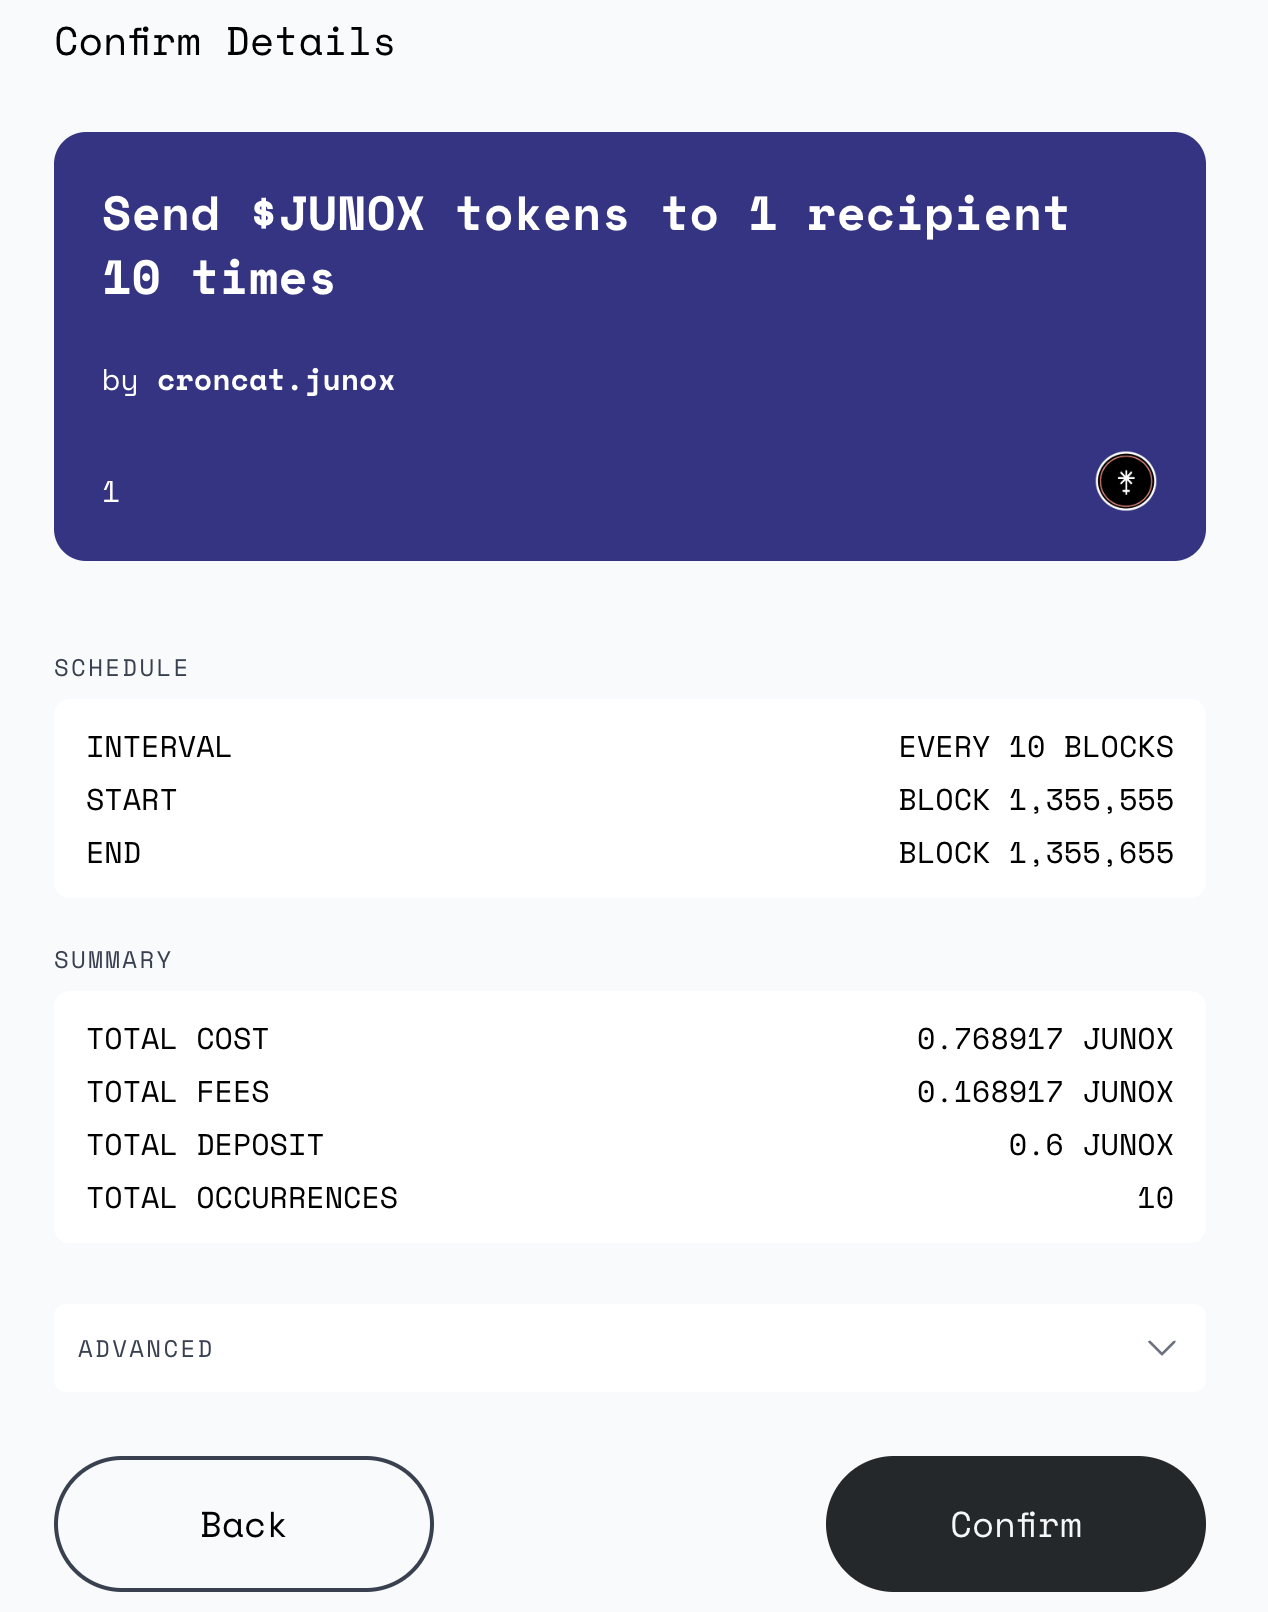 Confirm Details
Send $JUNOX tokens to 1 recipient
10 times
by croncat.junox
1
SCHEDULE
INTERVAL EVERY 10 BLOCKS
START BLOCK 1,355,555
END BLOCK 1,355,655
SUMMARY
TOTAL COST 0.768917 JUNOX
TOTAL FEES 0.168917 JUNOX
TOTAL DEPOSIT 0.6 JUNOX
TOTAL OCCURRENCES 10
ADVANCED
Back Confirm